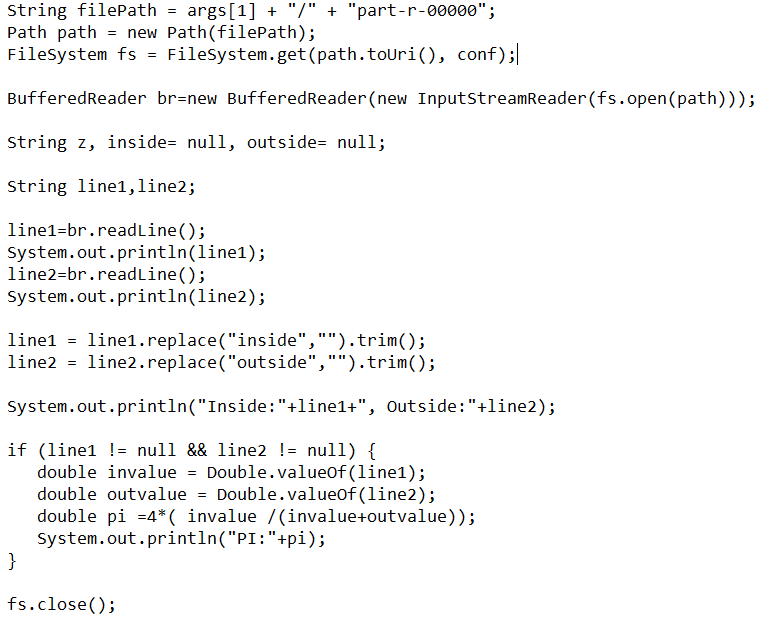 String filePath = args[1] + "/" + "part-r-00000";
Path path = new Path(filePath);
FileSystem fs = FileSystem.get(path.toUri(), conf);
BufferedReader br=new BufferedReader(new InputStreamReader(fs.open(path)));
String z, inside= null, outside= null;
String line1,line2;
line1=br.readLine();
System.out.println(line1);
line2=br.readLine();
System.out.println(line2);
line1 = line1.replace("inside","").trim();
line2 = line2.replace("outside","").trim();
System.out.println("Inside:"+line1+", Outside:"+line2);
if (line1 != null && line2 != null) {
   double invalue = Double.valueOf(line1);
   double outvalue = Double.valueOf(line2);
   double pi =4*( invalue /(invalue+outvalue));
   System.out.println("PI:"+pi);
}
fs.close();